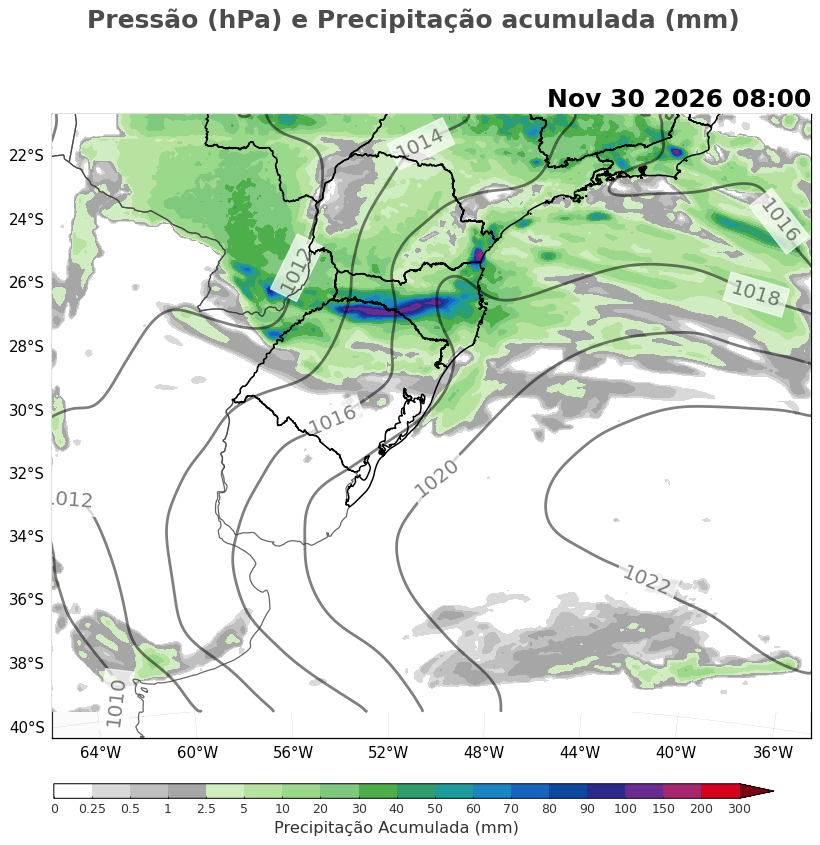 Pressão (hPa) e Precipitação acumulada (mm)
Nov 30 2026 08:00
1014
22°S
1016
24°S
1012
26°S
1018
28°S
30°S
1016
32°S
1020
.012
34°S
1022
36°S
38°S
1010
40°S
64°W 60°W 56°W 52°W 48°W 44°W 40°W 36°W
0 0.25 0.5 1 2.5 5 10 20 30 40 50 60 70 80 90 100 150 200 300
Precipitação Acumulada (mm)